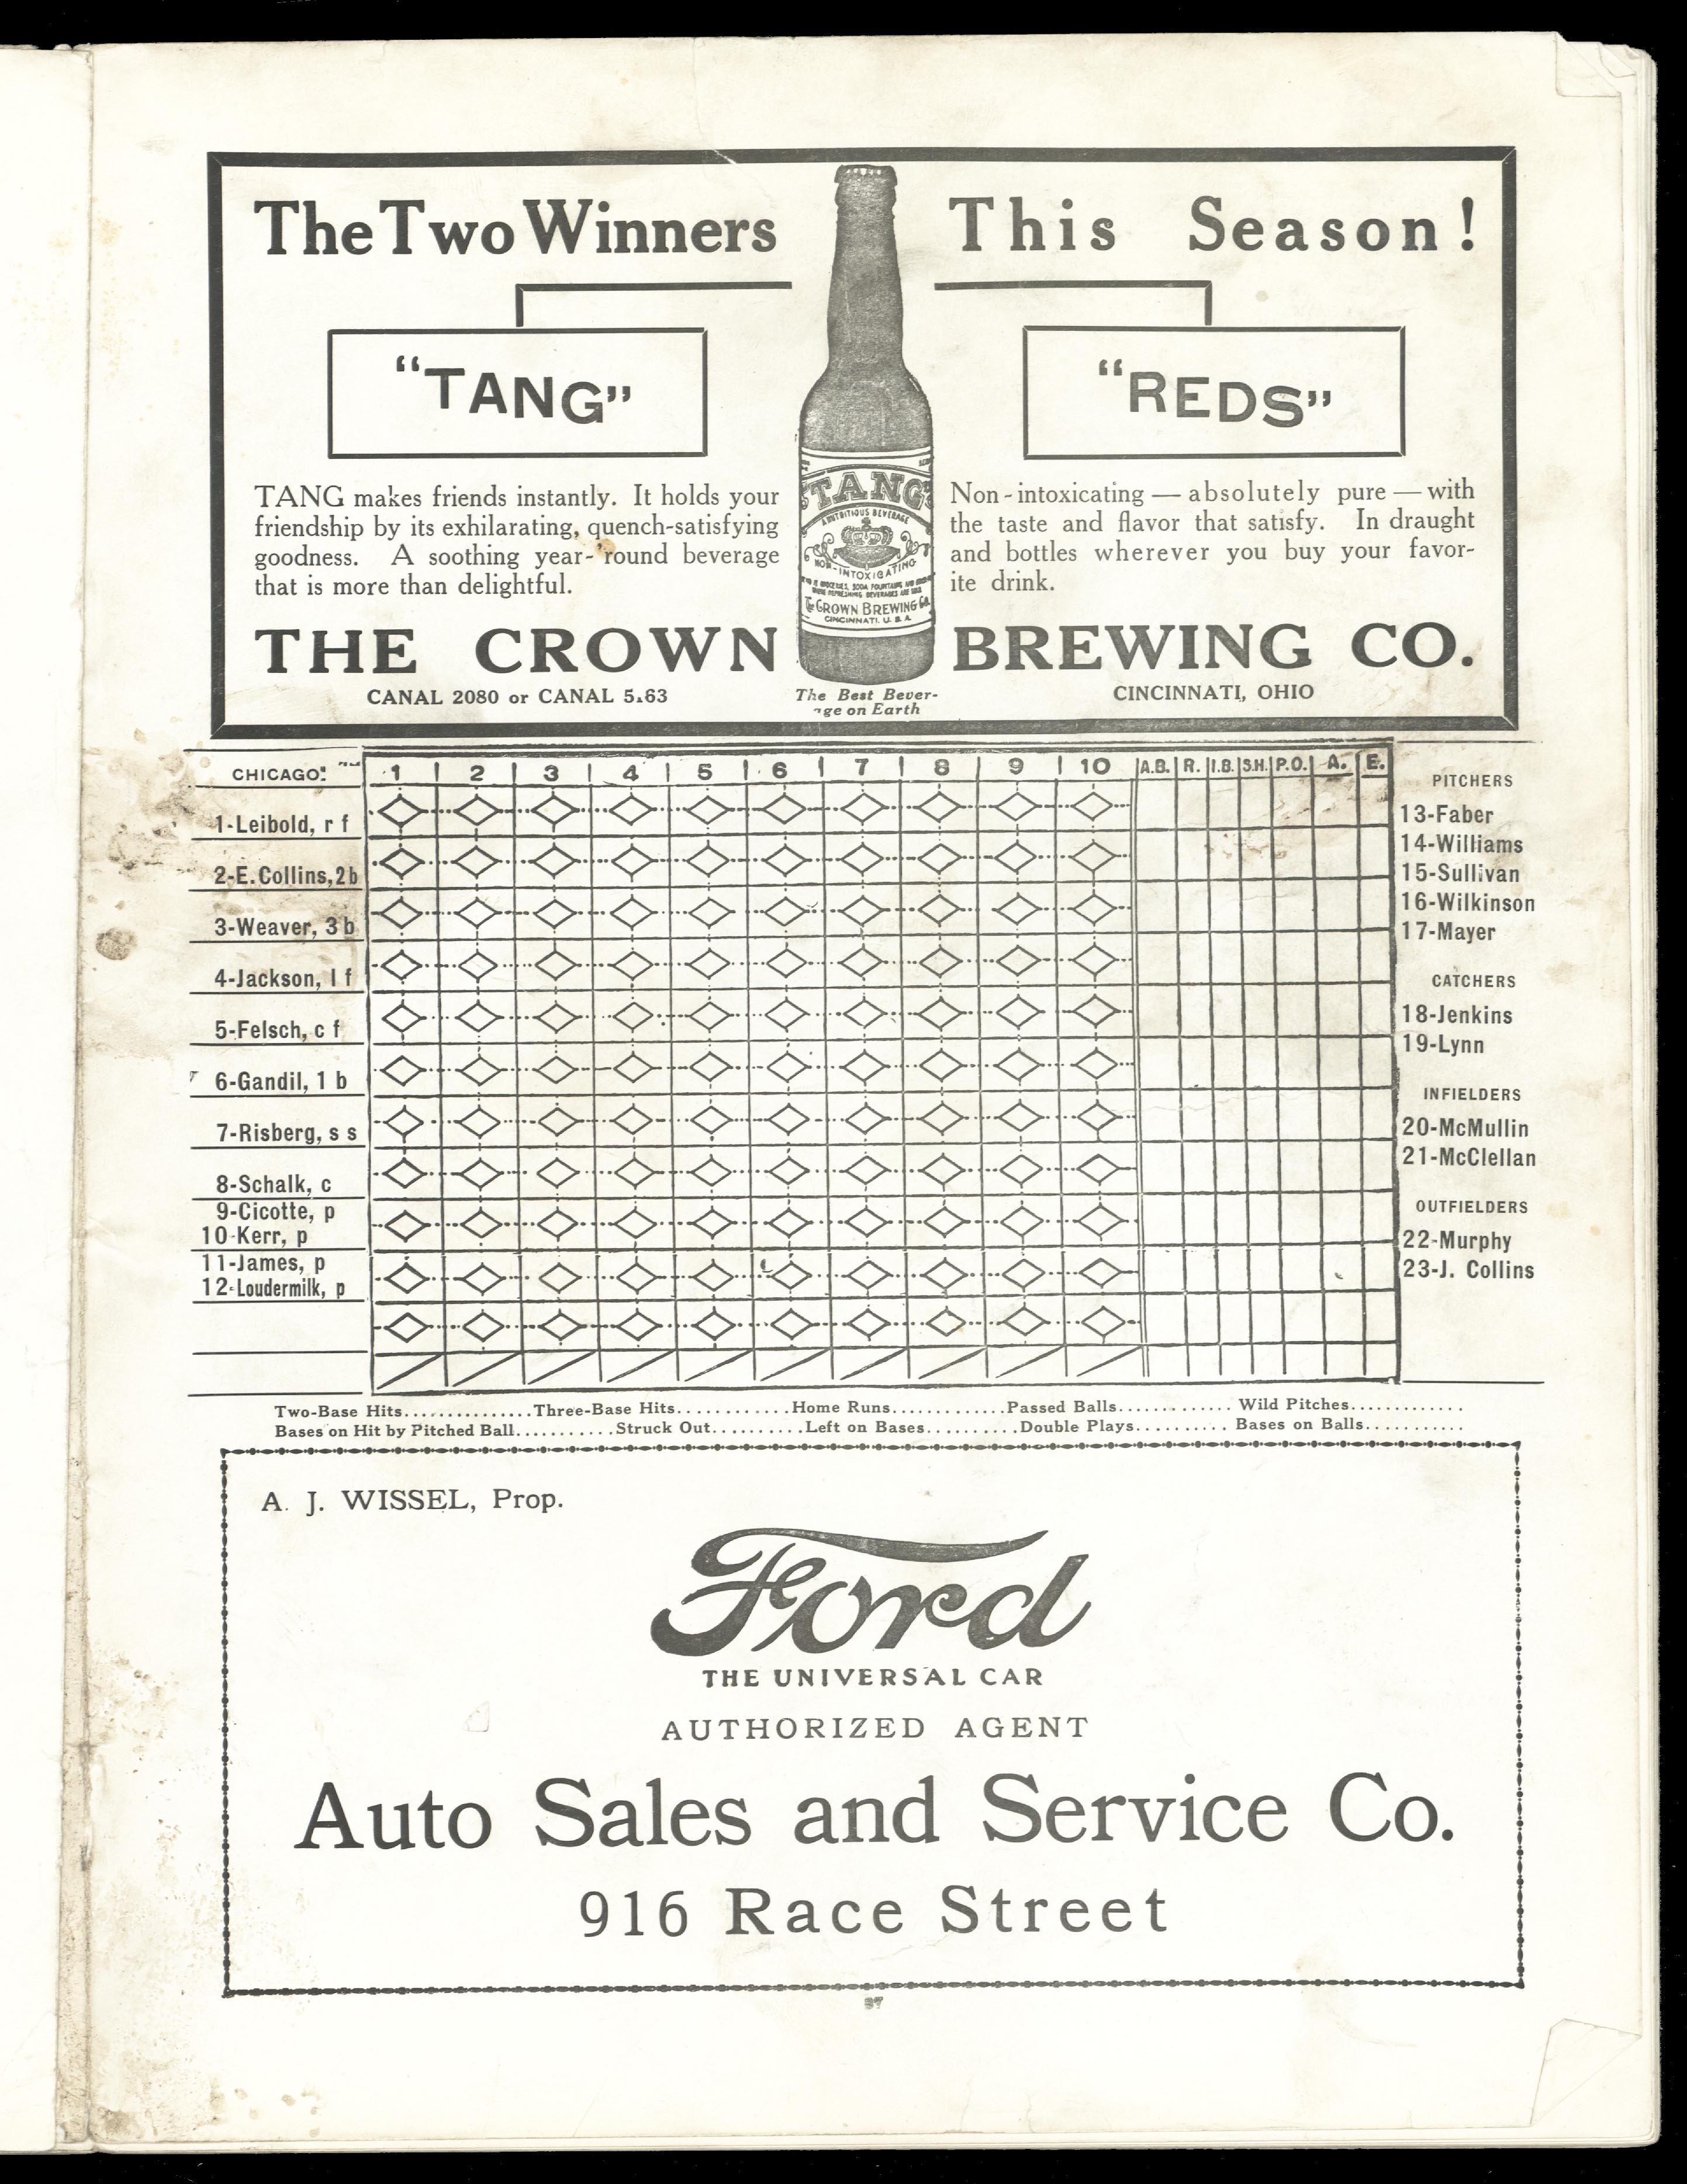 The Two Winners This Season!
"TANG"
"REDS"
TANG makes friends instantly. It holds your
friendship by its exhilarating, quench-satisfying
goodness. A soothing year-'round beverage
that is more than delightful.
TANG
A NUTRITIOUS BEVERAGE
NON-INTOXICATING
The CROWN BREWING Co.
CINCINNATI, U. S. A.
Non-intoxicating — absolutely pure — with
the taste and flavor that satisfy. In draught
and bottles wherever you buy your favor-
ite drink.
THE CROWN BREWING CO.
CANAL 2080 or CANAL 5163
The Best Bever-
age on Earth
CINCINNATI, OHIO
CHICAGO: 1 2 3 4 5 6 7 8 9 10 A.B. R. 1.B. S.H. P.O. A. E.
1-Leibold, r f
2-E. Collins, 2 b
3-Weaver, 3 b
4-Jackson, l f
5-Felsch, c f
6-Gandil, 1 b
7-Risberg, s s
8-Schalk, c
9-Cicotte, p
10-Kerr, p
11-James, p
12-Loudermilk, p
PITCHERS
13-Faber
14-Williams
15-Sullivan
16-Wilkinson
17-Mayer
CATCHERS
18-Jenkins
19-Lynn
INFIELDERS
20-McMullin
21-McClellan
OUTFIELDERS
22-Murphy
23-J. Collins
Two-Base Hits..............Three-Base Hits............Home Runs............Passed Balls............ Wild Pitches.............
Bases on Hit by Pitched Ball..........Struck Out.........Left on Bases.........Double Plays......... Bases on Balls...........
A. J. WISSEL, Prop.
Ford
THE UNIVERSAL CAR
AUTHORIZED AGENT
Auto Sales and Service Co.
916 Race Street